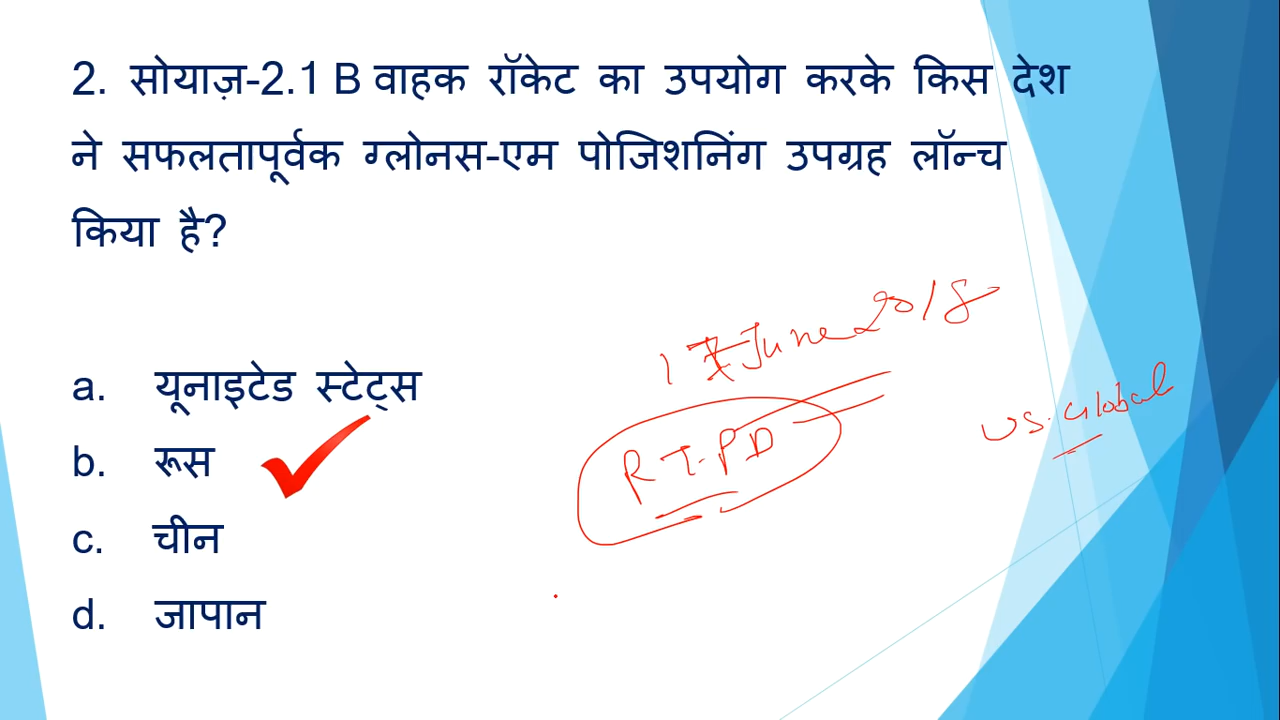 2. सोयाज़-2.1 B वाहक रॉकेट का उपयोग करके किस देश
ने सफलतापूर्वक ग्लोनस-एम पोजिशनिंग उपग्रह लॉन्च
किया है?
17 June 2018
a. यूनाइटेड स्टेट्स
US. Global
b. रूस
R T-PD
c. चीन
d. जापान